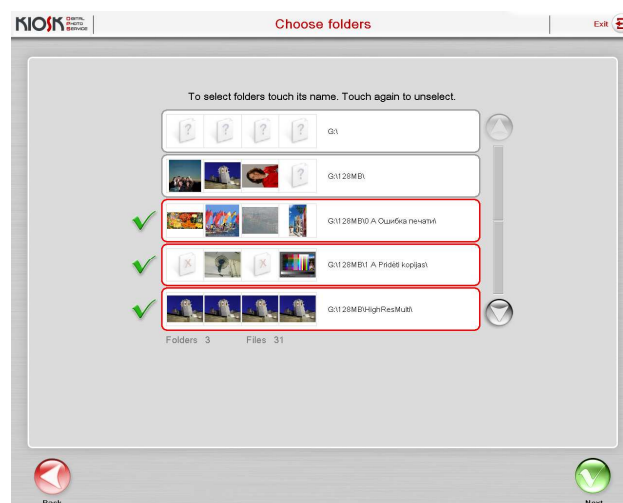 KIOSK DIGITAL PHOTO SERVICE
Choose folders
Exit
To select folders touch its name. Touch again to unselect.
G:\
G:\128MB\
G:\128MB\0 A Ошибка печати\
G:\128MB\1 A Pridėti kopijas\
G:\128MB\HighResMulti\
Folders 3 Files 31
Back
Next